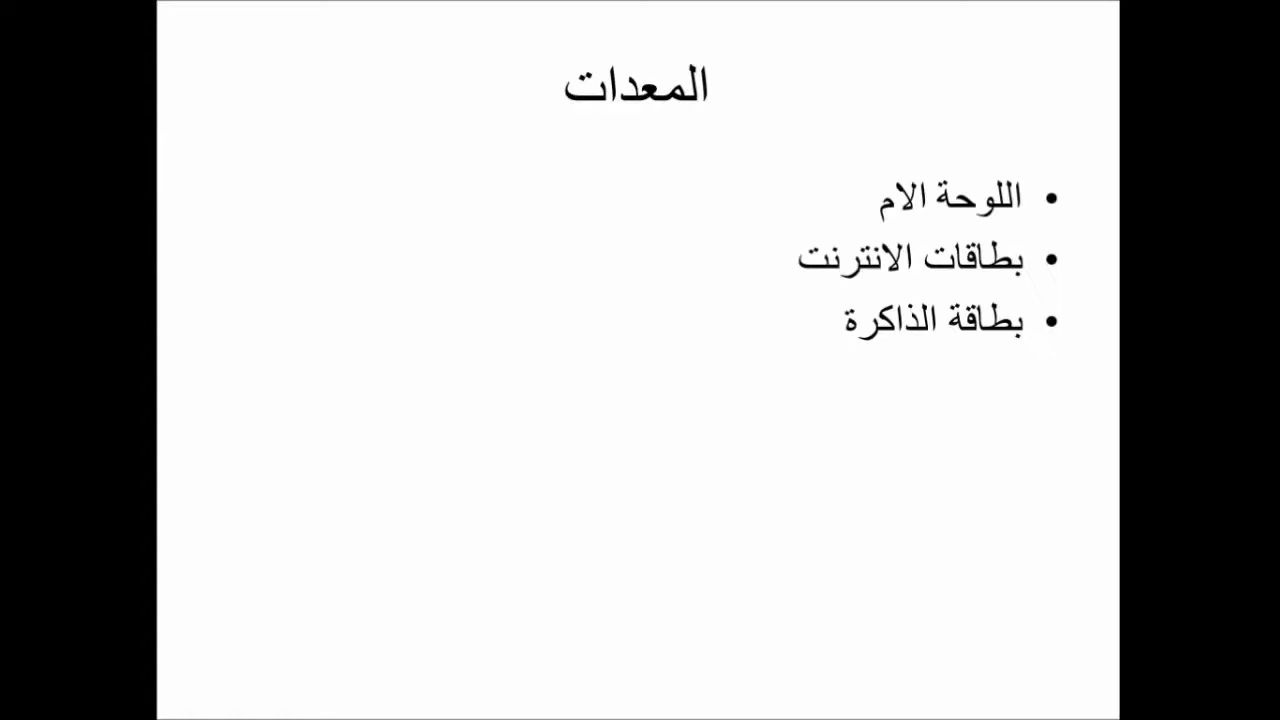 المعدات
• اللوحة الام
• بطاقات الانترنت
• بطاقة الذاكرة